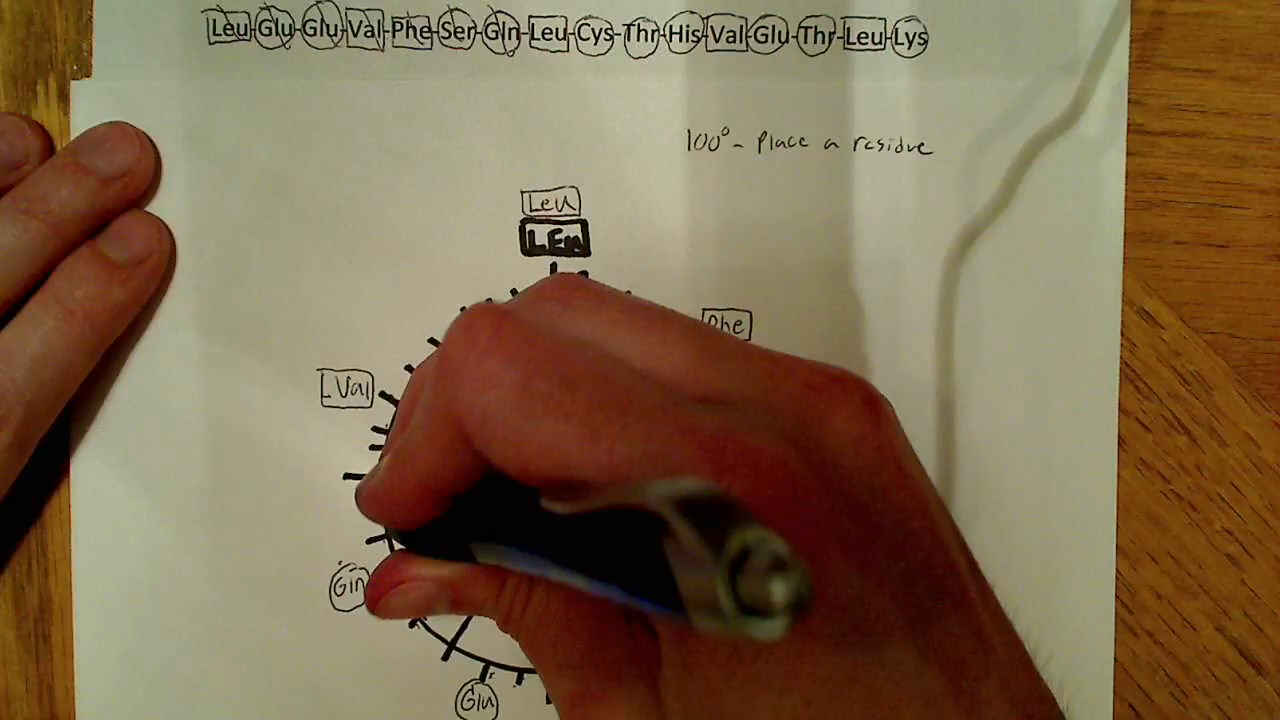 Leu-Glu-Glu-Val-Phe-Ser-Gln-Leu-Cys-Thr-His-Val-Glu-Thr-Leu-Lys
100° - Place a residue
Leu
LEu
Phe
Val
Gln
Glu